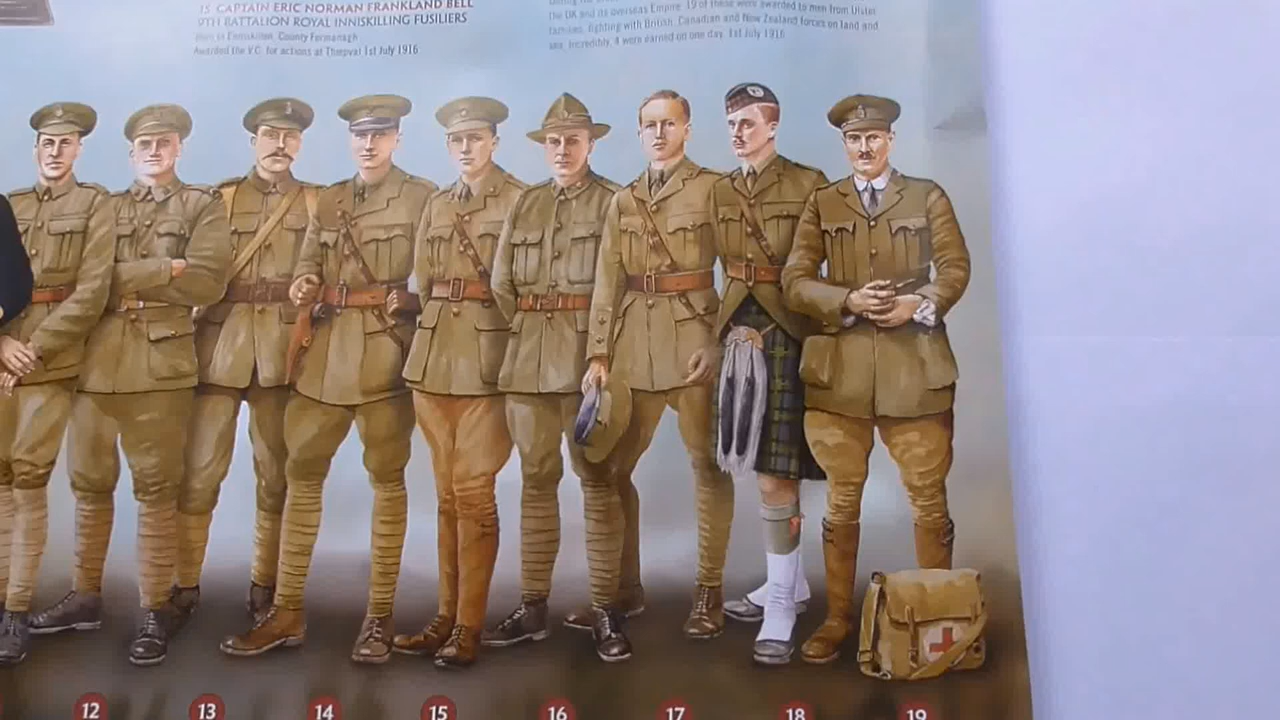 15 CAPTAIN ERIC NORMAN FRANKLAND BELL
9TH BATTALION ROYAL INNISKILLING FUSILIERS
Born in Enniskillen, County Fermanagh
Awarded the V.C. for actions at Thiepval 1st July 1916
the UK and its overseas Empire. 19 of these were awarded to men from Ulster
families, fighting with British, Canadian and New Zealand forces on land and
sea. Incredibly, 4 were earned on one day, 1st July 1916
12
13
14
15
16
17
18
19